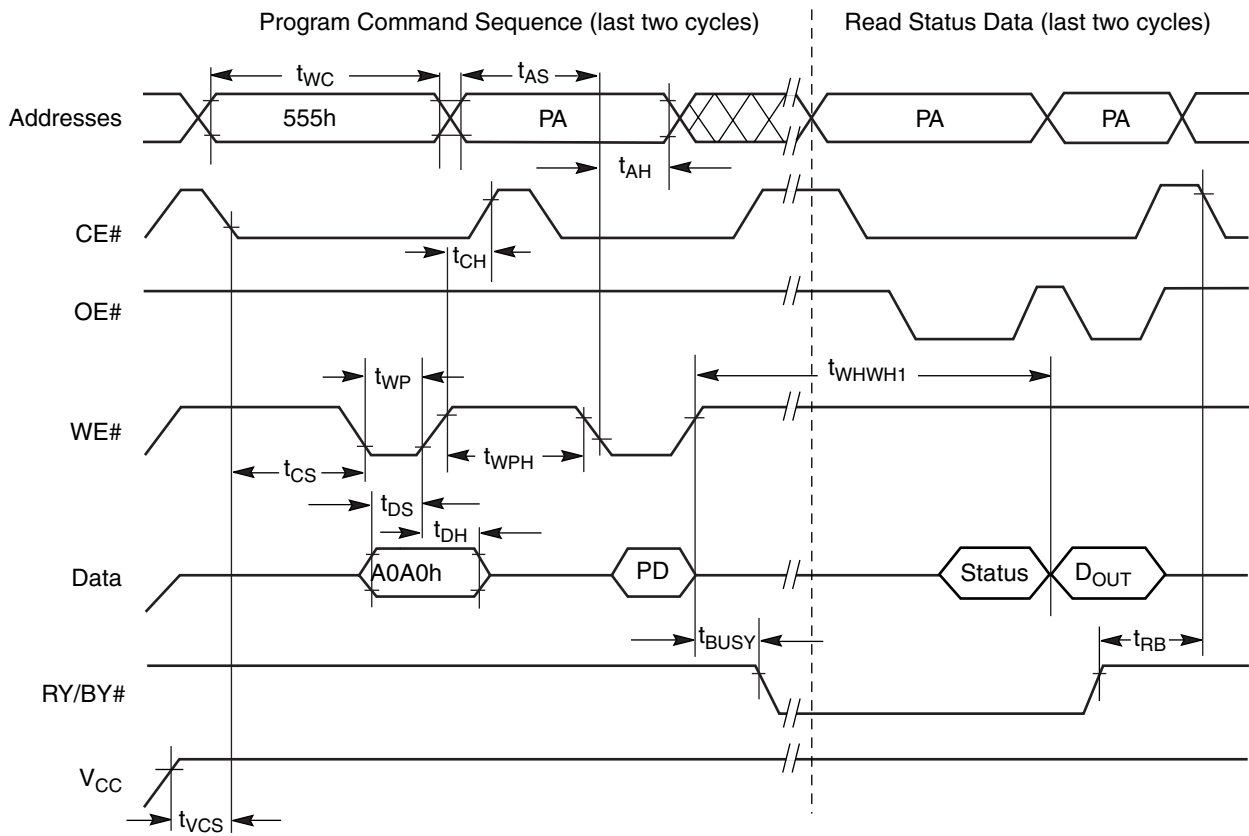 Program Command Sequence (last two cycles)
Read Status Data (last two cycles)
tWC
tAS
Addresses
555h
PA
PA
PA
tAH
CE#
tCH
OE#
tWP
tWHWH1
WE#
tCS
tWPH
tDS
tDH
Data
A0A0h
PD
Status
DOUT
tBUSY
tRB
RY/BY#
VCC
tVCS